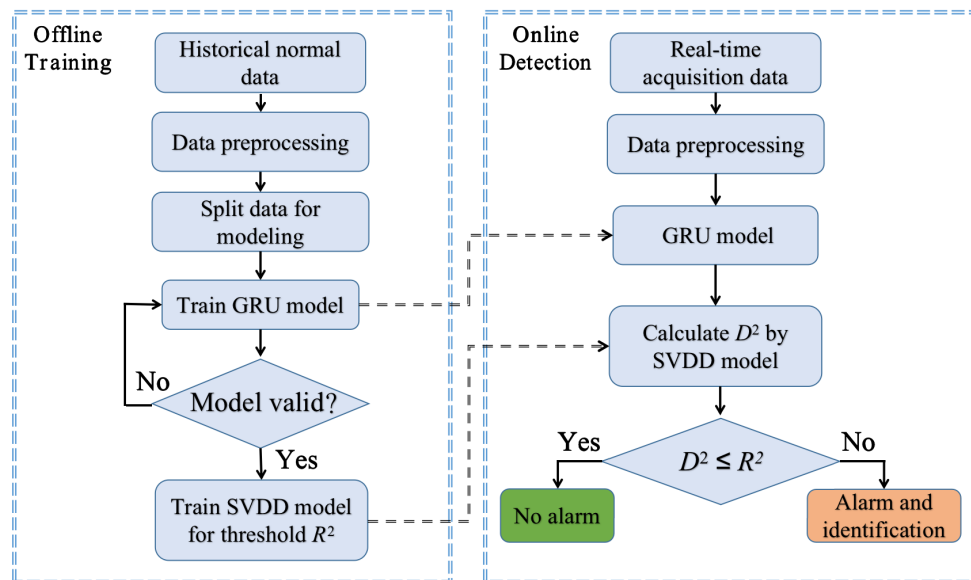 Offline
Training
Historical normal
data
Data preprocessing
Split data for
modeling
Train GRU model
No
Model valid?
Yes
Train SVDD model
for threshold R²
Online
Detection
Real-time
acquisition data
Data preprocessing
GRU model
Calculate D² by
SVDD model
Yes
D² ≤ R²
No
No alarm
Alarm and
identification